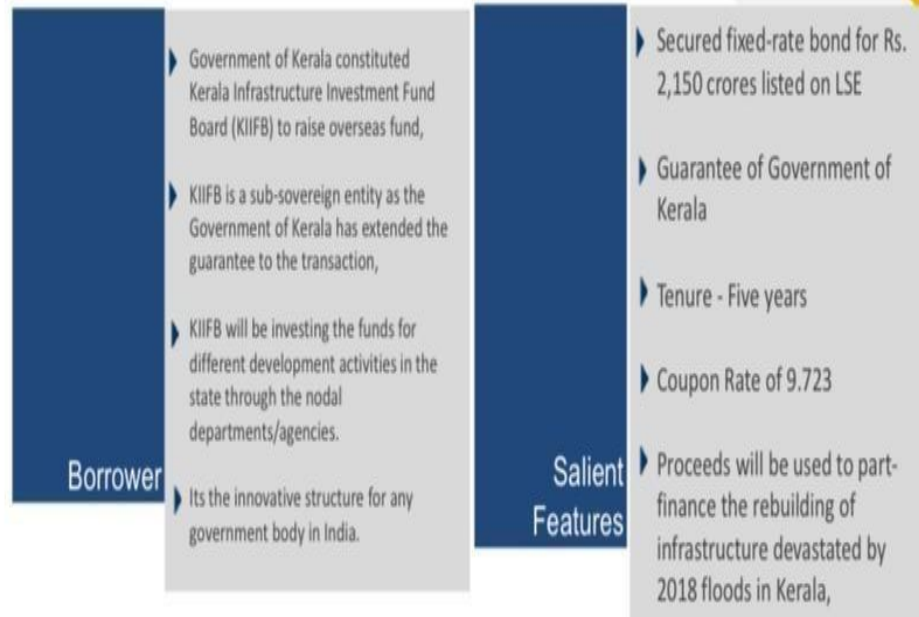 Borrower
Government of Kerala constituted
Kerala Infrastructure Investment Fund
Board (KIIFB) to raise overseas fund,
KIIFB is a sub-sovereign entity as the
Government of Kerala has extended the
guarantee to the transaction,
KIIFB will be investing the funds for
different development activities in the
state through the nodal
departments/agencies.
Its the innovative structure for any
government body in India.
Salient
Features
Secured fixed-rate bond for Rs.
2,150 crores listed on LSE
Guarantee of Government of
Kerala
Tenure - Five years
Coupon Rate of 9.723
Proceeds will be used to part-
finance the rebuilding of
infrastructure devastated by
2018 floods in Kerala,